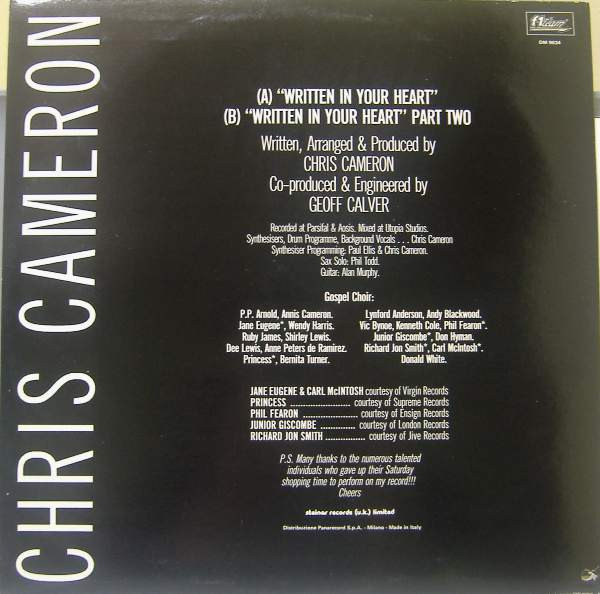 CHRIS CAMERON
DM 9034
(A) “WRITTEN IN YOUR HEART”
(B) “WRITTEN IN YOUR HEART” PART TWO
Written, Arranged & Produced by
CHRIS CAMERON
Co-produced & Engineered by
GEOFF CALVER
Recorded at Parsifal & Aosis. Mixed at Utopia Studios.
Synthesisers, Drum Programme, Background Vocals . . . Chris Cameron
Synthesiser Programming: Paul Ellis & Chris Cameron.
Sax Solo: Phil Todd.
Guitar: Alan Murphy.
Gospel Choir:
P.P. Arnold, Annis Cameron.
Jane Eugene*, Wendy Harris.
Ruby James, Shirley Lewis.
Dee Lewis, Anne Peters de Ramirez.
Princess*, Bernita Turner.
Lynford Anderson, Andy Blackwood.
Vic Bynoe, Kenneth Cole, Phil Fearon*.
Junior Giscombe*, Don Hyman.
Richard Jon Smith*, Carl McIntosh*.
Donald White.
JANE EUGENE & CARL McINTOSH courtesy of Virgin Records
PRINCESS ........................ courtesy of Supreme Records
PHIL FEARON ...................... courtesy of Ensign Records
JUNIOR GISCOMBE .............. courtesy of London Records
RICHARD JON SMITH ................ courtesy of Jive Records
P.S. Many thanks to the numerous talented
individuals who gave up their Saturday
shopping time to perform on my record!!!
Cheers
steinar records (u.k.) limited
Distribuzione Panarecord S.p.A. - Milano - Made in Italy